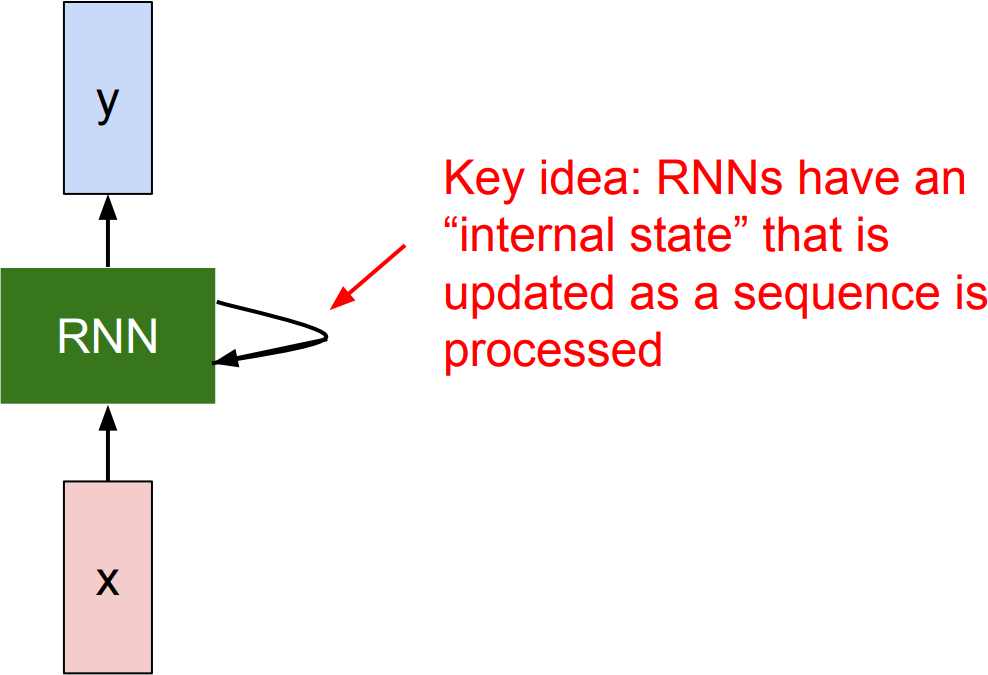 y
Key idea: RNNs have an
“internal state” that is
updated as a sequence is
processed
RNN
x